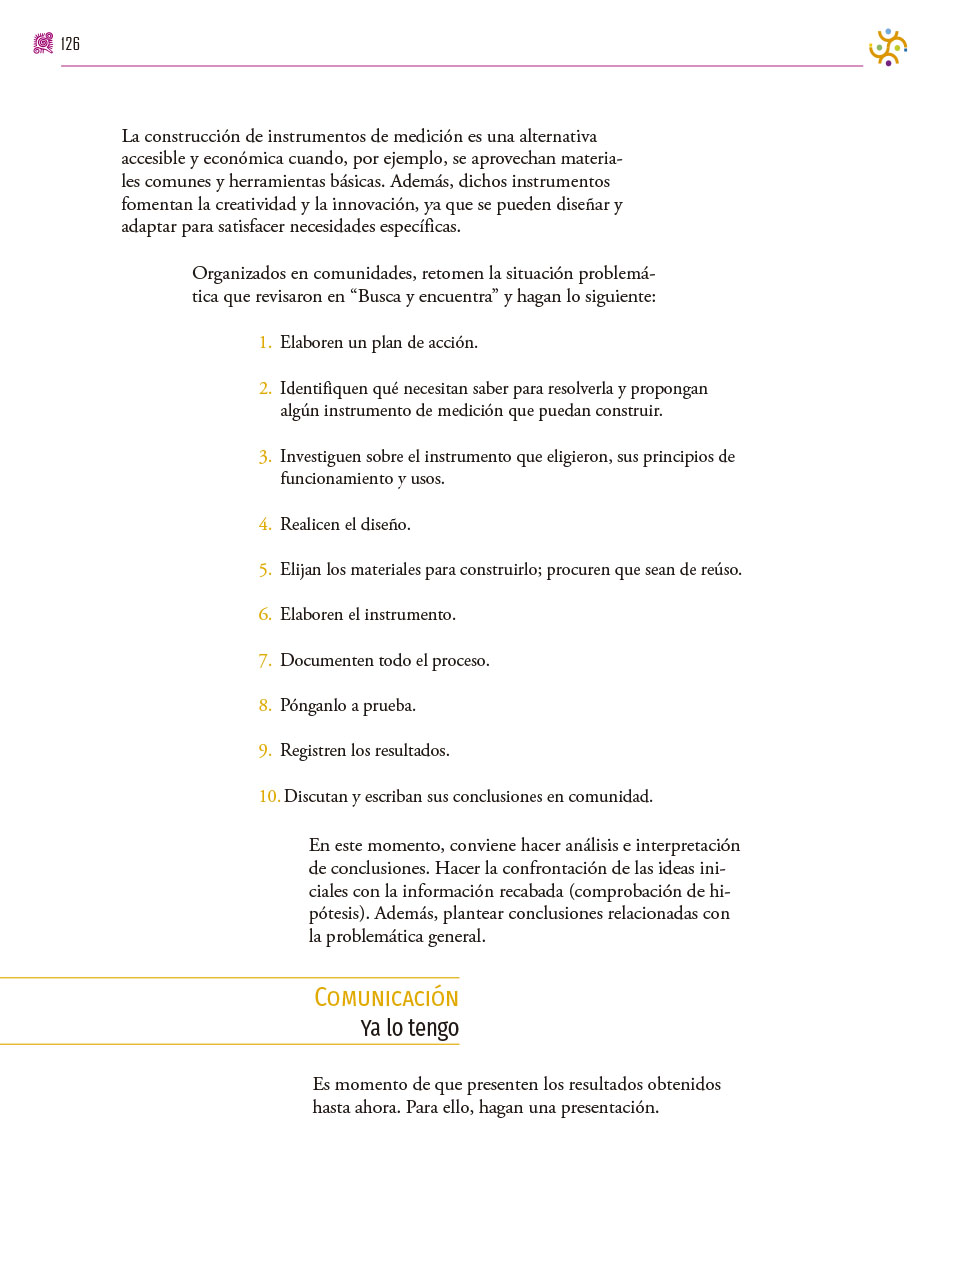 126
La construcción de instrumentos de medición es una alternativa
accesible y económica cuando, por ejemplo, se aprovechan materia-
les comunes y herramientas básicas. Además, dichos instrumentos
fomentan la creatividad y la innovación, ya que se pueden diseñar y
adaptar para satisfacer necesidades específicas.
Organizados en comunidades, retomen la situación problemá-
tica que revisaron en “Busca y encuentra” y hagan lo siguiente:
1. Elaboren un plan de acción.
2. Identifiquen qué necesitan saber para resolverla y propongan
algún instrumento de medición que puedan construir.
3. Investiguen sobre el instrumento que eligieron, sus principios de
funcionamiento y usos.
4. Realicen el diseño.
5. Elijan los materiales para construirlo; procuren que sean de reúso.
6. Elaboren el instrumento.
7. Documenten todo el proceso.
8. Pónganlo a prueba.
9. Registren los resultados.
10. Discutan y escriban sus conclusiones en comunidad.
En este momento, conviene hacer análisis e interpretación
de conclusiones. Hacer la confrontación de las ideas ini-
ciales con la información recabada (comprobación de hi-
pótesis). Además, plantear conclusiones relacionadas con
la problemática general.
Comunicación
Ya lo tengo
Es momento de que presenten los resultados obtenidos
hasta ahora. Para ello, hagan una presentación.